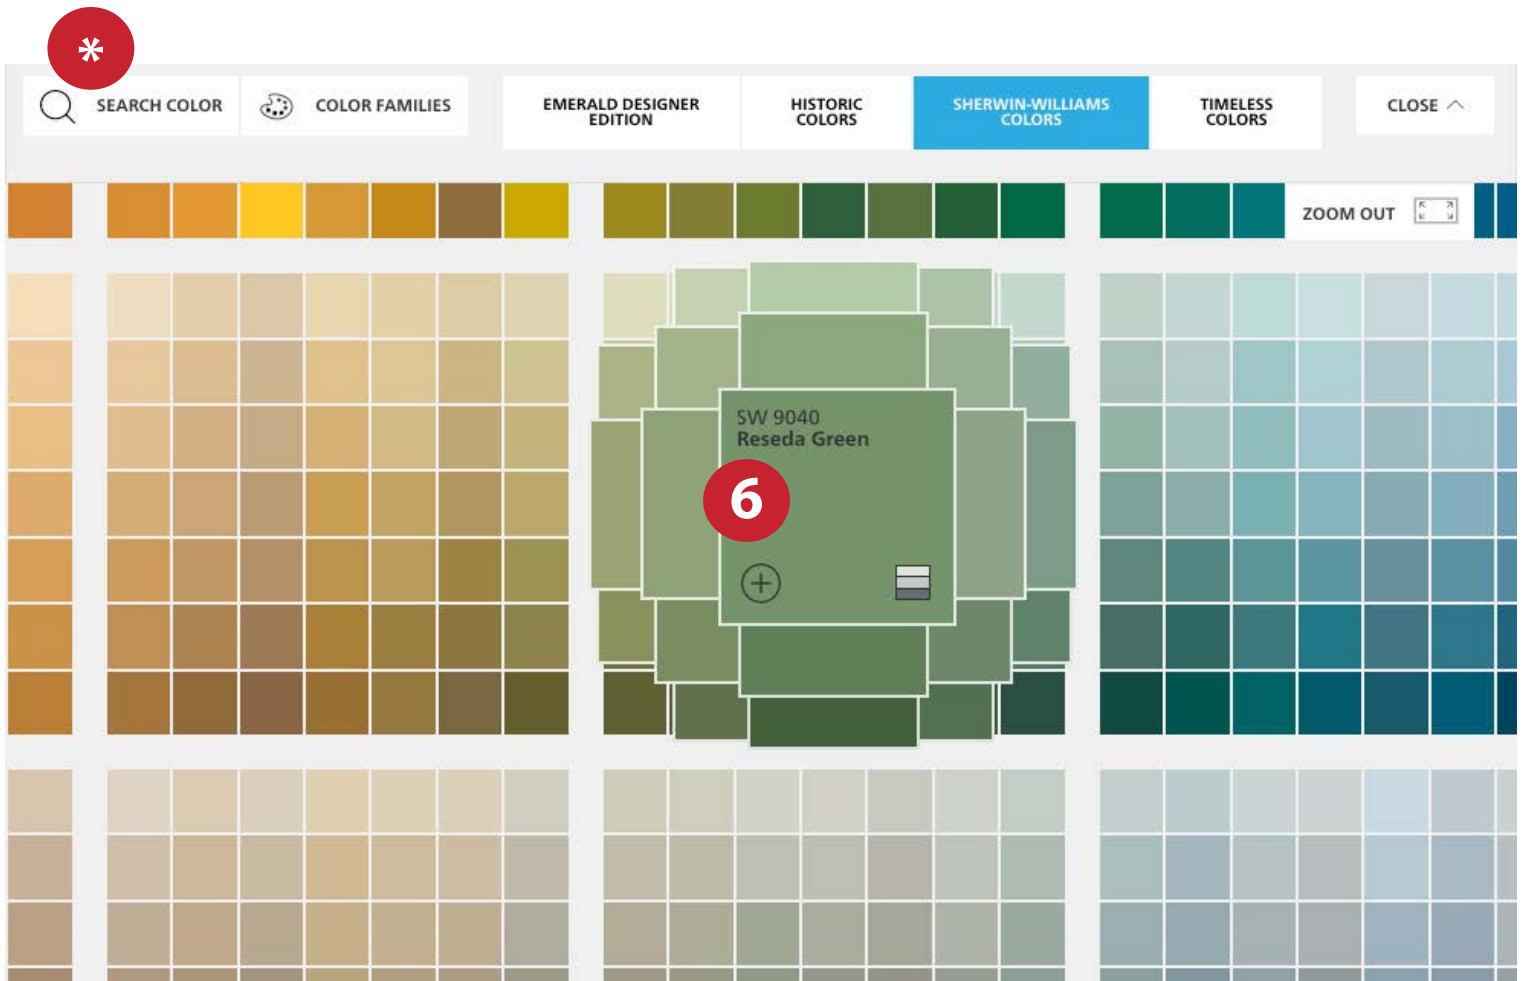 *
SEARCH COLOR
COLOR FAMILIES
EMERALD DESIGNER
EDITION
HISTORIC
COLORS
SHERWIN-WILLIAMS
COLORS
TIMELESS
COLORS
CLOSE
ZOOM OUT
SW 9040
Reseda Green
6